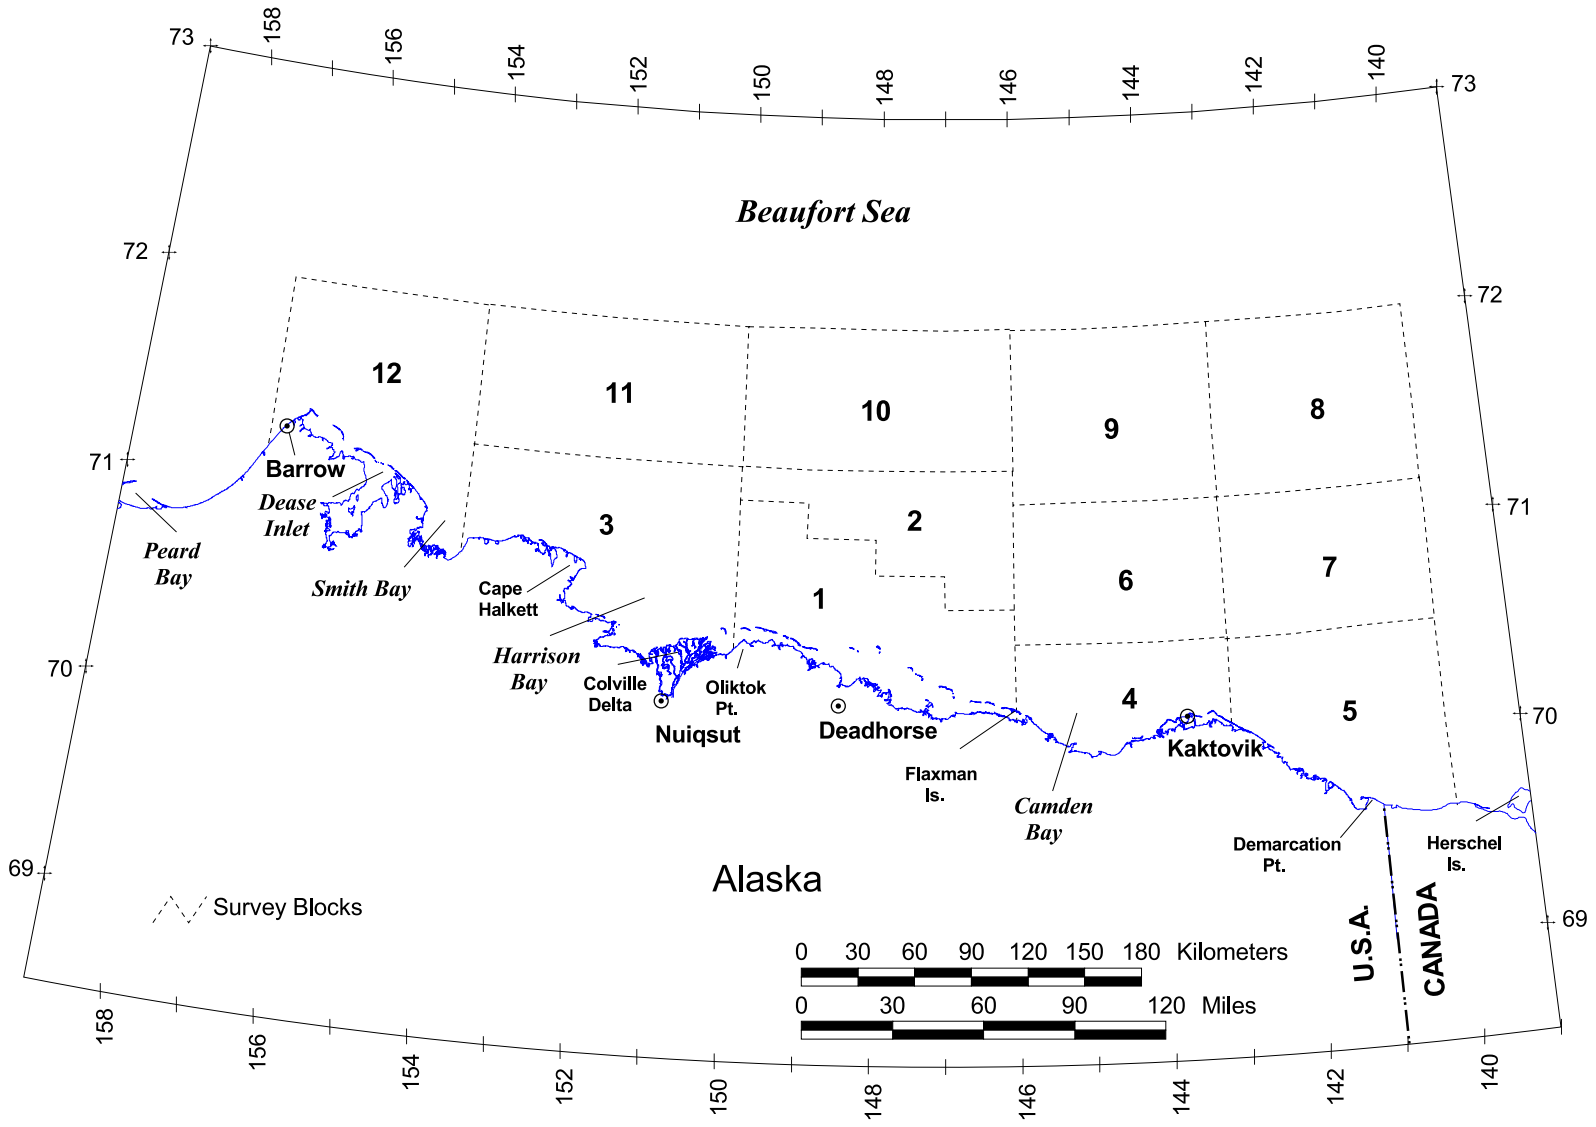 158
156
154
152
150
148
146
144
142
140
73
73
Beaufort Sea
72
72
12
11
10
9
8
Barrow
71
71
Dease
Inlet
3
2
Peard
Bay
Smith Bay
Cape
Halkett
1
6
7
Harrison
Bay
70
70
Colville
Delta
Oliktok
Pt.
4
5
Nuiqsut
Deadhorse
Kaktovik
Flaxman
Is.
Camden
Bay
Demarcation
Pt.
Herschel
Is.
69
69
Alaska
Survey Blocks
U.S.A.
CANADA
0 30 60 90 120 150 180 Kilometers
0 30 60 90 120 Miles
158
156
154
152
150
148
146
144
142
140